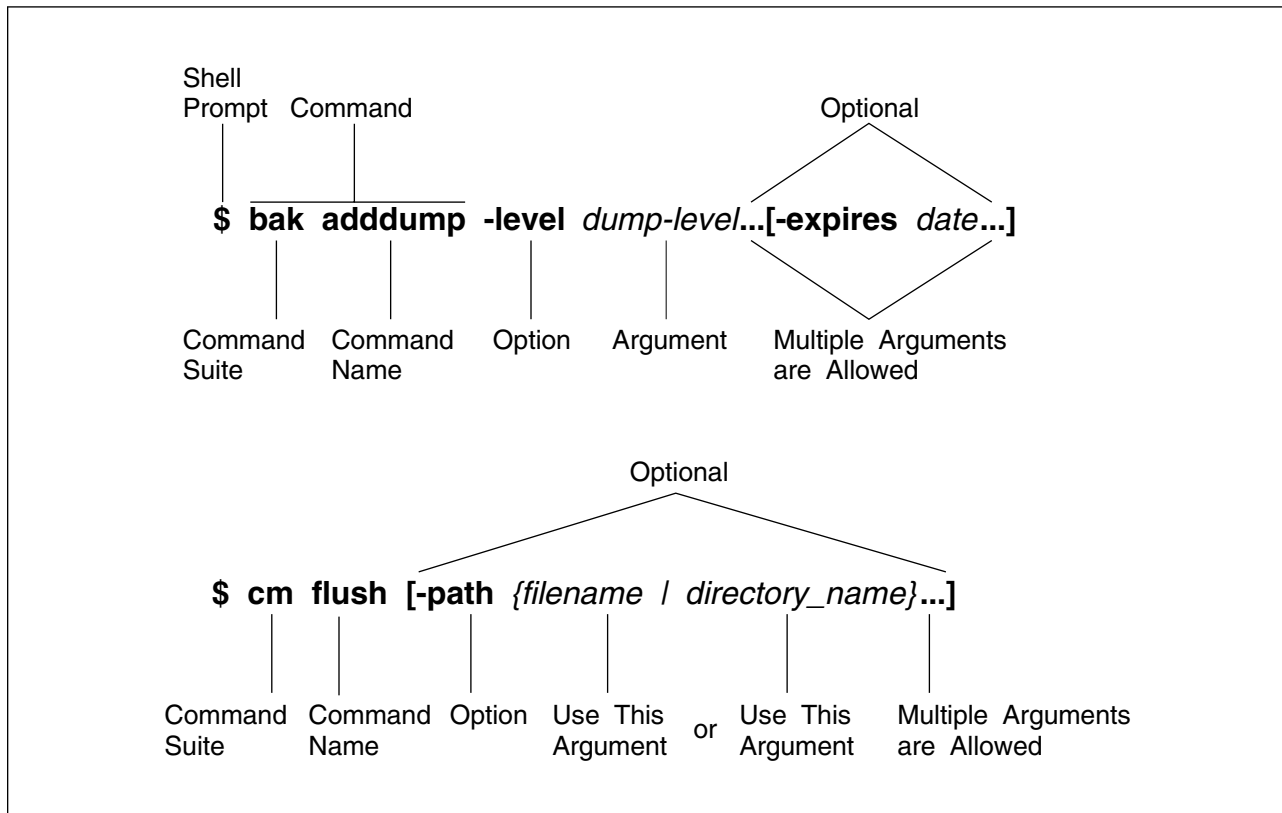 Shell
Prompt Command Optional
$ bak adddump -level dump-level...[-expires date...]
Command Command Option Argument Multiple Arguments
Suite Name are Allowed
Optional
$ cm flush [-path {filename | directory_name}...]
Command Command Option Use This or Use This Multiple Arguments
Suite Name Argument Argument are Allowed